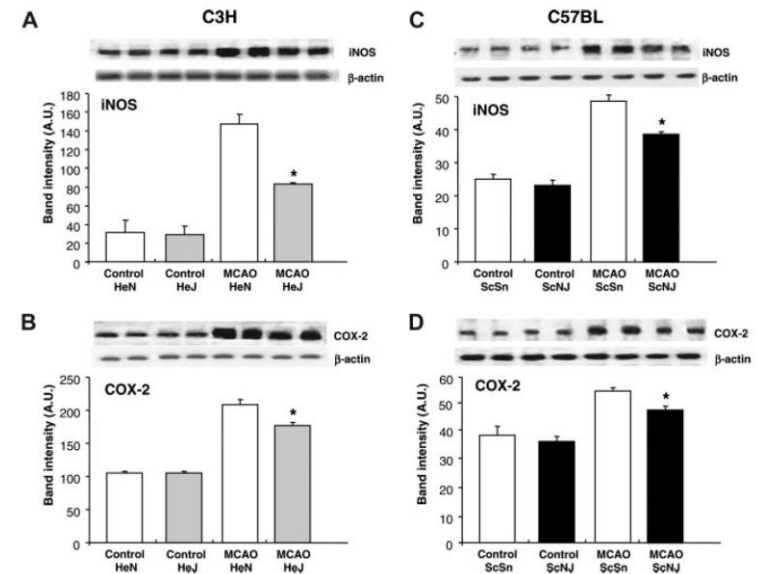 A
C3H
iNOS
β-actin
iNOS
Band intensity (A.U.)
180
160
140
120
100
80
60
40
20
0
*
Control Control MCAO MCAO
HeN HeJ HeN HeJ
C
C57BL
iNOS
β-actin
iNOS
Band intensity (A.U.)
50
40
30
20
10
0
*
Control Control MCAO MCAO
ScSn ScNJ ScSn ScNJ
B
COX-2
β-actin
COX-2
Band intensity (A.U.)
250
200
150
100
50
0
*
Control Control MCAO MCAO
HeN HeJ HeN HeJ
D
COX-2
β-actin
COX-2
Band intensity (A.U.)
60
50
40
30
20
10
0
*
Control Control MCAO MCAO
ScSn ScNJ ScSn ScNJ